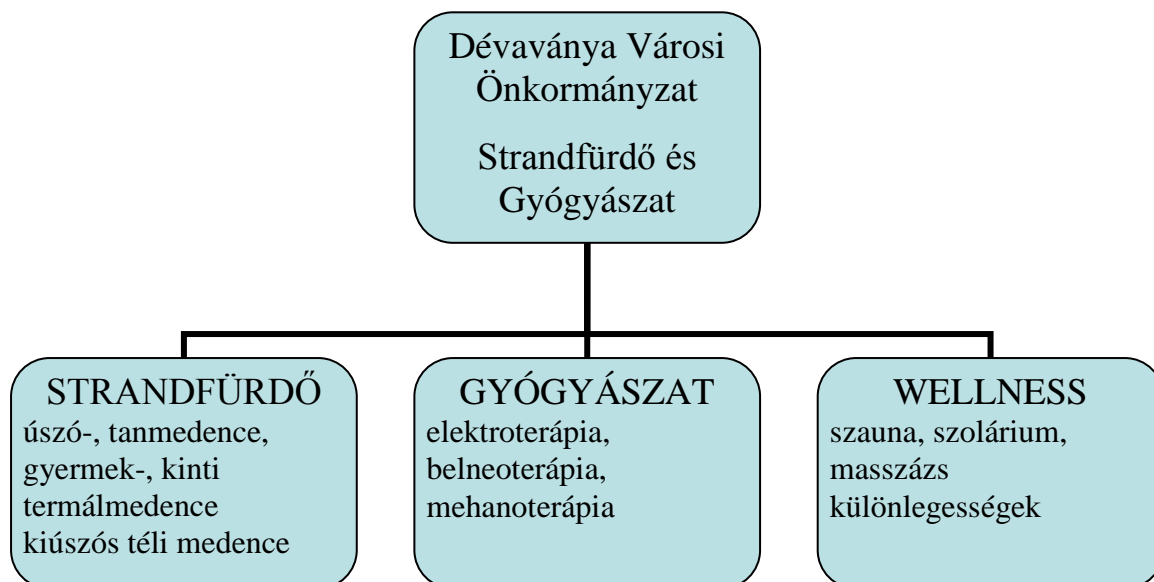 Dévaványa Városi
Önkormányzat
Strandfürdő és
Gyógyászat
STRANDFÜRDŐ
úszó-, tanmedence,
gyermek-, kinti
termálmedence
kiúszós téli medence
GYÓGYÁSZAT
elektroterápia,
belneoterápia,
mehanoterápia
WELLNESS
szauna, szolárium,
masszázs
különlegességek